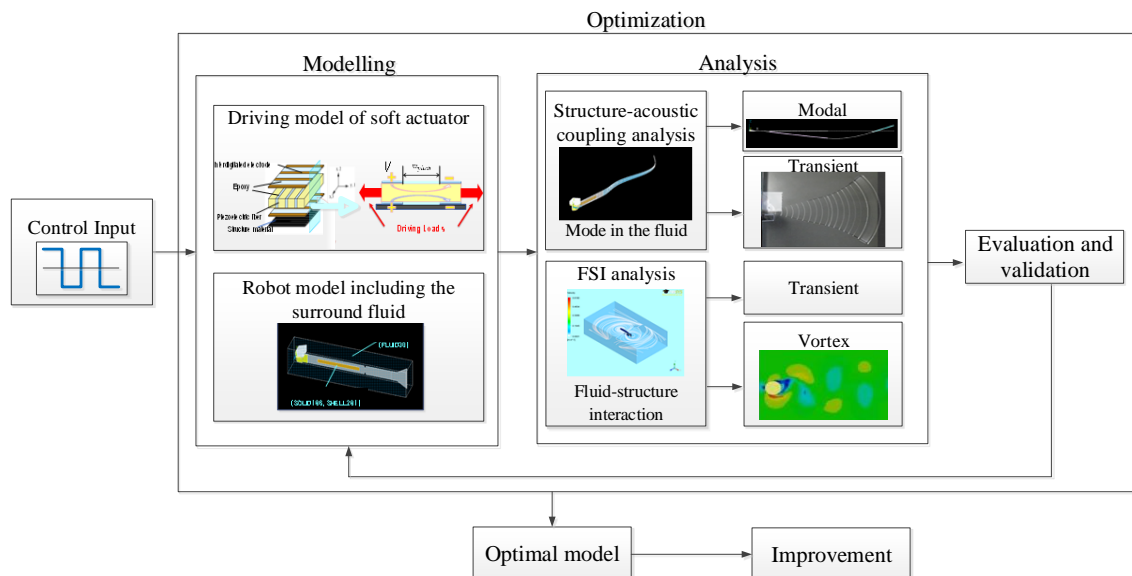 Optimization
Modelling
Analysis
Control Input
Driving model of soft actuator
Epoxy
Piezoelectric fiber
Structure material
V
Driving Loads
Robot model including the
surround fluid
Structure-acoustic
coupling analysis
Mode in the fluid
Modal
Transient
FSI analysis
Fluid-structure
interaction
Transient
Vortex
Evaluation and
validation
Optimal model
Improvement